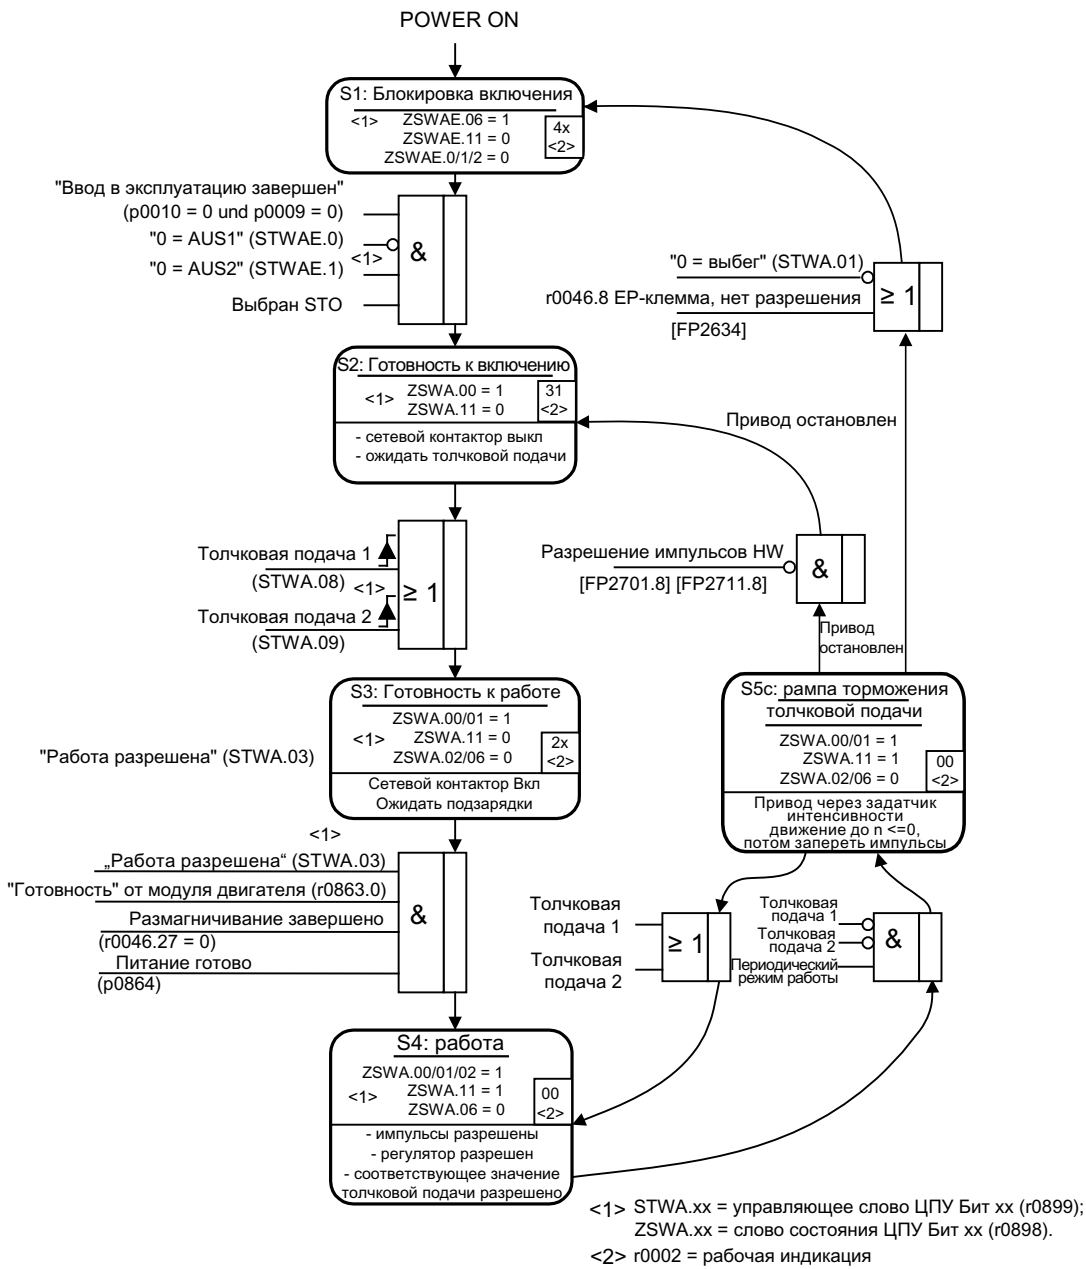 POWER ON
S1: Блокировка включения
<1> ZSWAE.06 = 1
ZSWAE.11 = 0
ZSWAE.0/1/2 = 0
4x
<2>
"Ввод в эксплуатацию завершен"
(p0010 = 0 und p0009 = 0)
"0 = AUS1" (STWAE.0)
<1>
"0 = AUS2" (STWAE.1)
Выбран STO
&
"0 = выбег" (STWA.01)
r0046.8 EP-клемма, нет разрешения
[FP2634]
≥ 1
S2: Готовность к включению
<1> ZSWA.00 = 1
ZSWA.11 = 0
31
<2>
- сетевой контактор выкл
- ожидать толчковой подачи
Привод остановлен
Толчковая подача 1
(STWA.08) <1>
Толчковая подача 2
(STWA.09)
≥ 1
Разрешение импульсов HW
[FP2701.8] [FP2711.8]
&
Привод
остановлен
S3: Готовность к работе
ZSWA.00/01 = 1
<1> ZSWA.11 = 0
ZSWA.02/06 = 0
2x
<2>
Сетевой контактор Вкл
Ожидать подзарядки
"Работа разрешена" (STWA.03)
S5c: рампа торможения
толчковой подачи
ZSWA.00/01 = 1
ZSWA.11 = 1
ZSWA.02/06 = 0
00
<2>
Привод через задатчик
интенсивности
движение до n <=0,
потом запереть импульсы
<1>
„Работа разрешена“ (STWA.03)
"Готовность" от модуля двигателя (r0863.0)
Размагничивание завершено
(r0046.27 = 0)
Питание готово
(p0864)
&
Толчковая
подача 1
Толчковая
подача 2
≥ 1
Толчковая
подача 1
Толчковая
подача 2
Периодический
режим работы
&
S4: работа
ZSWA.00/01/02 = 1
<1> ZSWA.11 = 1
ZSWA.06 = 0
00
<2>
- импульсы разрешены
- регулятор разрешен
- соответствующее значение
толчковой подачи разрешено
<1> STWA.xx = управляющее слово ЦПУ Бит xx (r0899);
ZSWA.xx = слово состояния ЦПУ Бит xx (r0898).
<2> r0002 = рабочая индикация